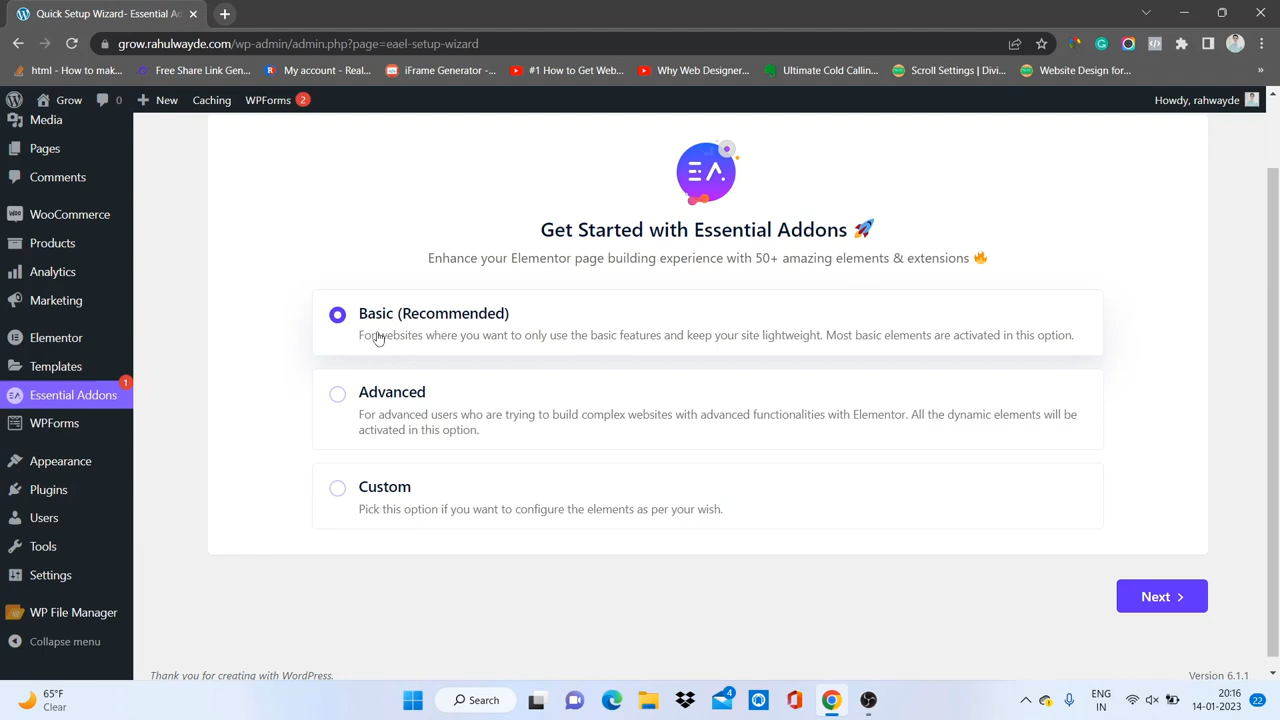 Quick Setup Wizard- Essential Ad
grow.rahulwayde.com/wp-admin/admin.php?page=eael-setup-wizard
html - How to mak...
Free Share Link Gen...
My account - Real...
iFrame Generator -...
#1 How to Get Web...
Why Web Designer...
Ultimate Cold Callin...
Scroll Settings | Divi...
Website Design for...
»
Grow
0
New
Caching
WPForms 2
Howdy, rahwayde
Media
Pages
Comments
WooCommerce
Products
Analytics
Marketing
Elementor
Templates
Essential Addons 1
WPForms
Appearance
Plugins
Users
Tools
Settings
WP File Manager
Collapse menu
EA
Get Started with Essential Addons 🚀
Enhance your Elementor page building experience with 50+ amazing elements & extensions 🔥
Basic (Recommended)
For websites where you want to only use the basic features and keep your site lightweight. Most basic elements are activated in this option.
Advanced
For advanced users who are trying to build complex websites with advanced functionalities with Elementor. All the dynamic elements will be
activated in this option.
Custom
Pick this option if you want to configure the elements as per your wish.
Next >
Thank you for creating with WordPress.
Version 6.1.1
65°F
Clear
Search
4
ENG
IN
20:16
14-01-2023
22